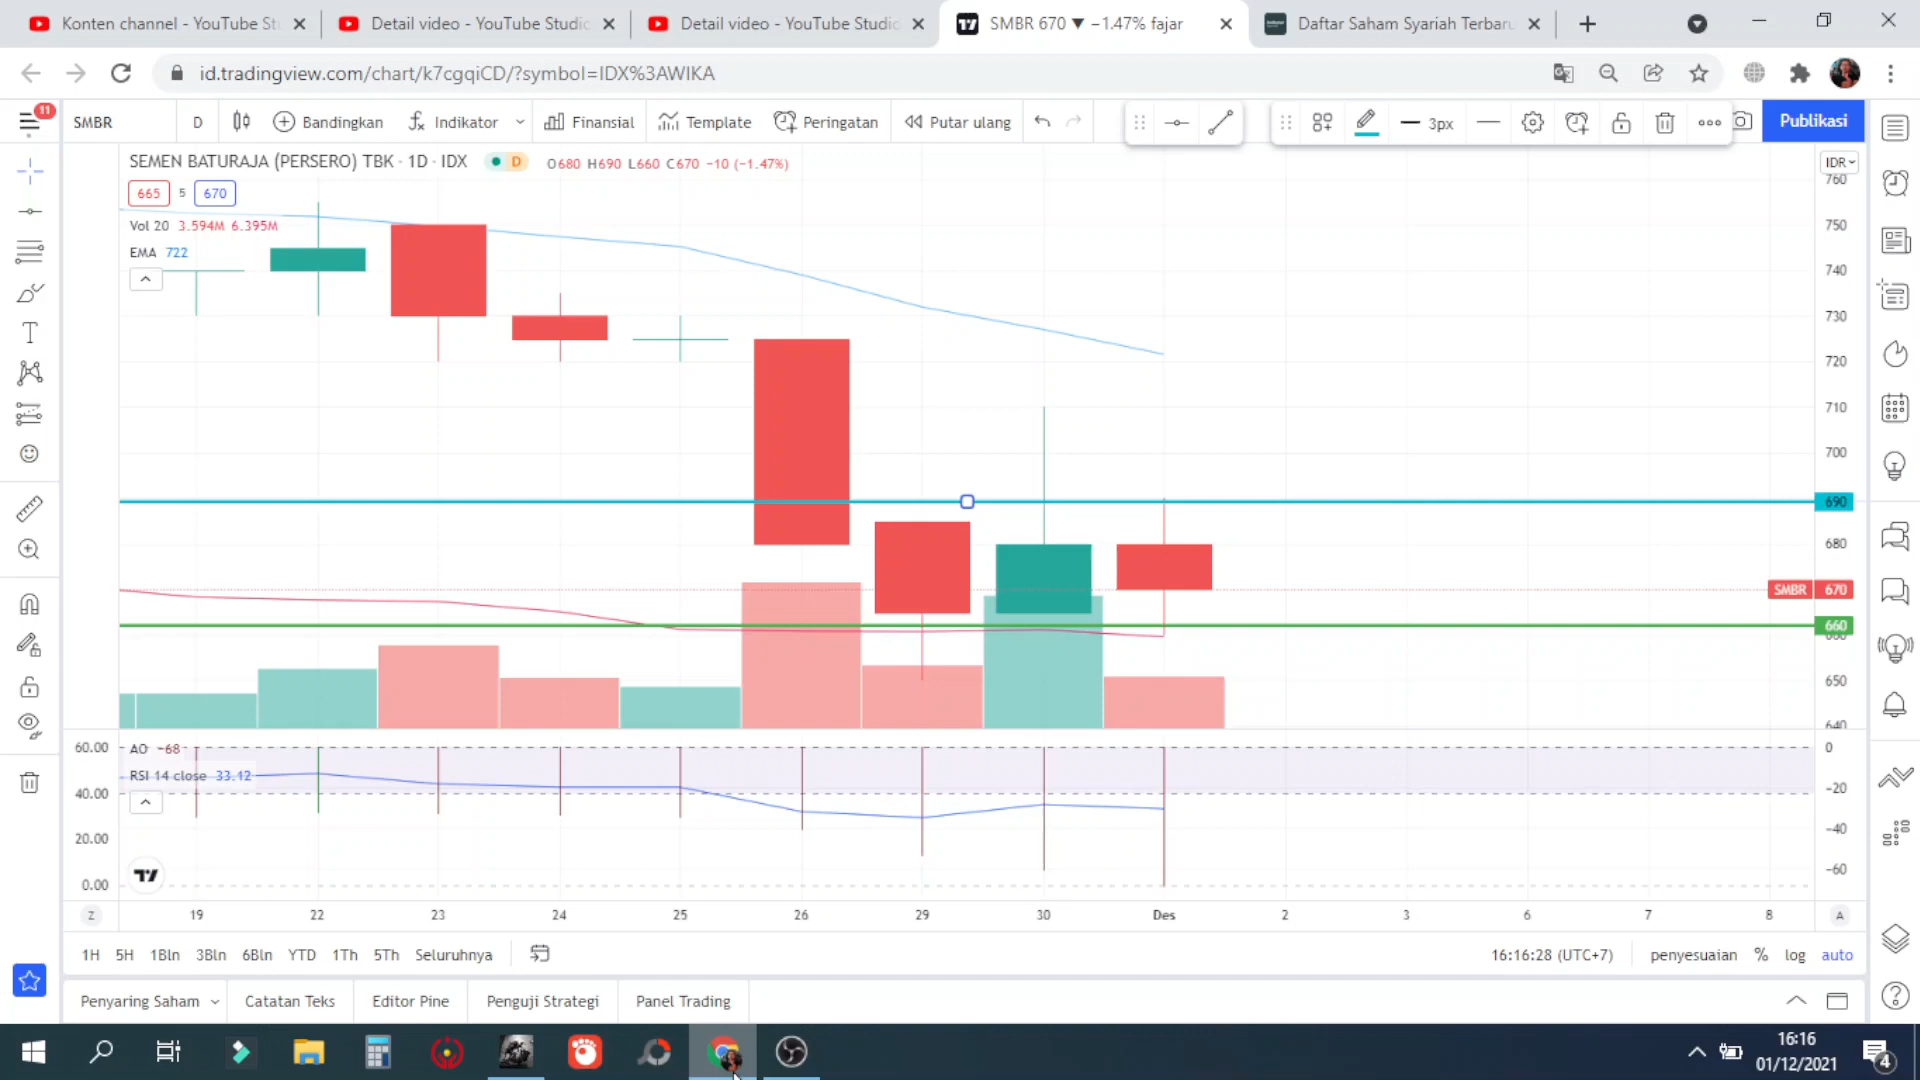 Konten channel - YouTube St
Detail video - YouTube Studio
Detail video - YouTube Studio
SMBR 670 ▼ −1.47% fajar
Daftar Saham Syariah Terbaru
id.tradingview.com/chart/k7cgqiCD/?symbol=IDX%3AWIKA
11
SMBR
D
Bandingkan
Indikator
Finansial
Template
Peringatan
Putar ulang
3px
Publikasi
SEMEN BATURAJA (PERSERO) TBK · 1D · IDX
D
O680 H690 L660 C670 −10 (−1.47%)
IDR
665 5 670
Vol 20 3.594M 6.395M
EMA 722
760
750
740
730
720
710
700
690
680
SMBR 670
660
650
640
AO −68
RSI 14 close 33.12
60.00
40.00
20.00
0.00
0
−20
−40
−60
Z 19 22 23 24 25 26 29 30 Des 2 3 6 7 8 A
1H 5H 1Bln 3Bln 6Bln YTD 1Th 5Th Seluruhnya
16:16:28 (UTC+7) penyesuaian % log auto
Penyaring Saham Catatan Teks Editor Pine Penguji Strategi Panel Trading
16:16
01/12/2021
4